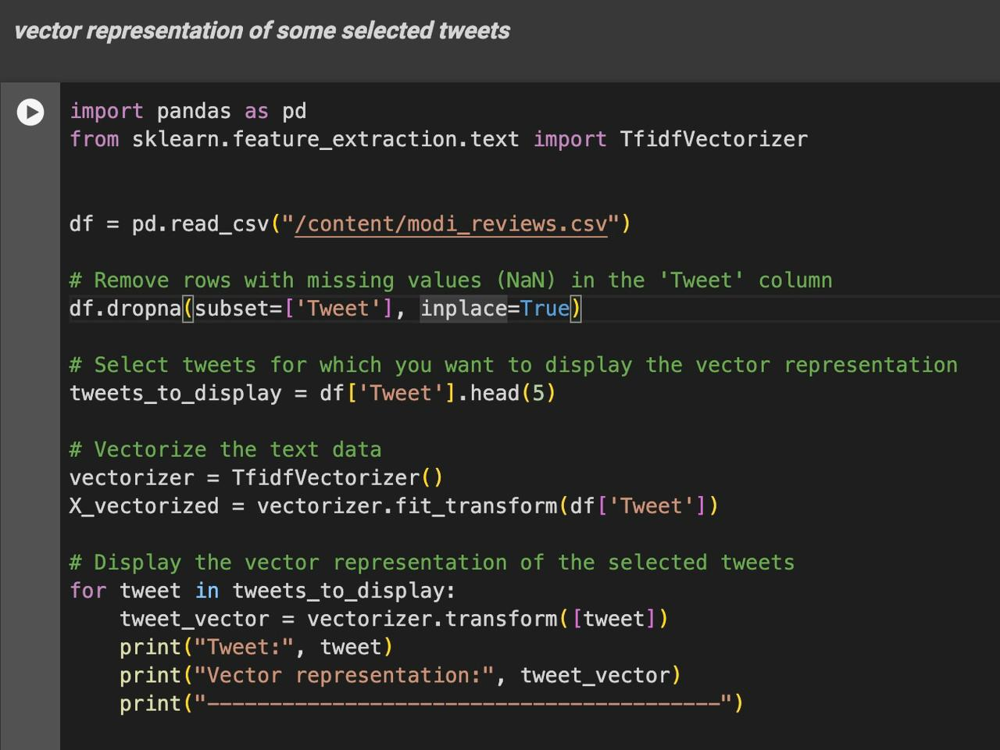 vector representation of some selected tweets
import pandas as pd
from sklearn.feature_extraction.text import TfidfVectorizer
df = pd.read_csv("/content/modi_reviews.csv")
# Remove rows with missing values (NaN) in the 'Tweet' column
df.dropna(subset=['Tweet'], inplace=True)
# Select tweets for which you want to display the vector representation
tweets_to_display = df['Tweet'].head(5)
# Vectorize the text data
vectorizer = TfidfVectorizer()
X_vectorized = vectorizer.fit_transform(df['Tweet'])
# Display the vector representation of the selected tweets
for tweet in tweets_to_display:
    tweet_vector = vectorizer.transform([tweet])
    print("Tweet:", tweet)
    print("Vector representation:", tweet_vector)
    print("-----------------------------------------")